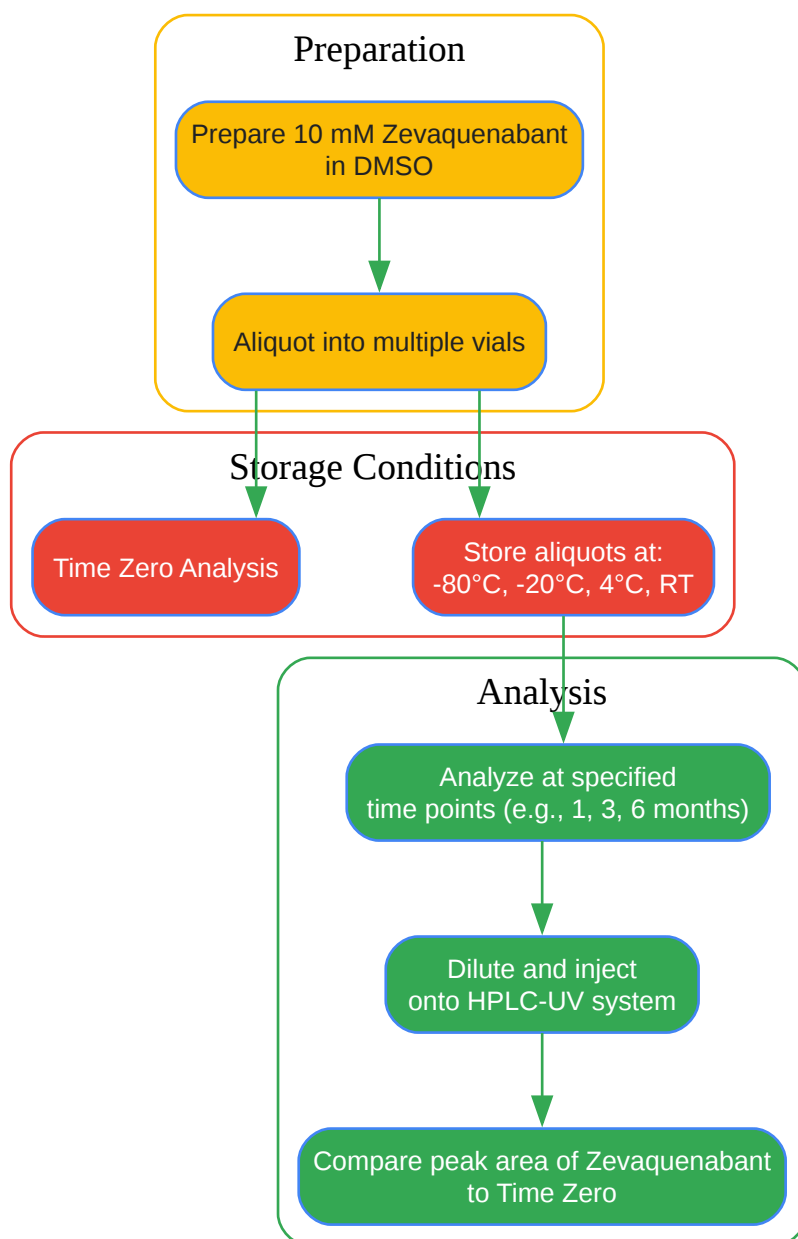 Preparation
Prepare 10 mM Zevaquenabant
in DMSO
Aliquot into multiple vials
Storage Conditions
Time Zero Analysis
Store aliquots at:
-80°C, -20°C, 4°C, RT
Analysis
Analyze at specified
time points (e.g., 1, 3, 6 months)
Dilute and inject
onto HPLC-UV system
Compare peak area of Zevaquenabant
to Time Zero